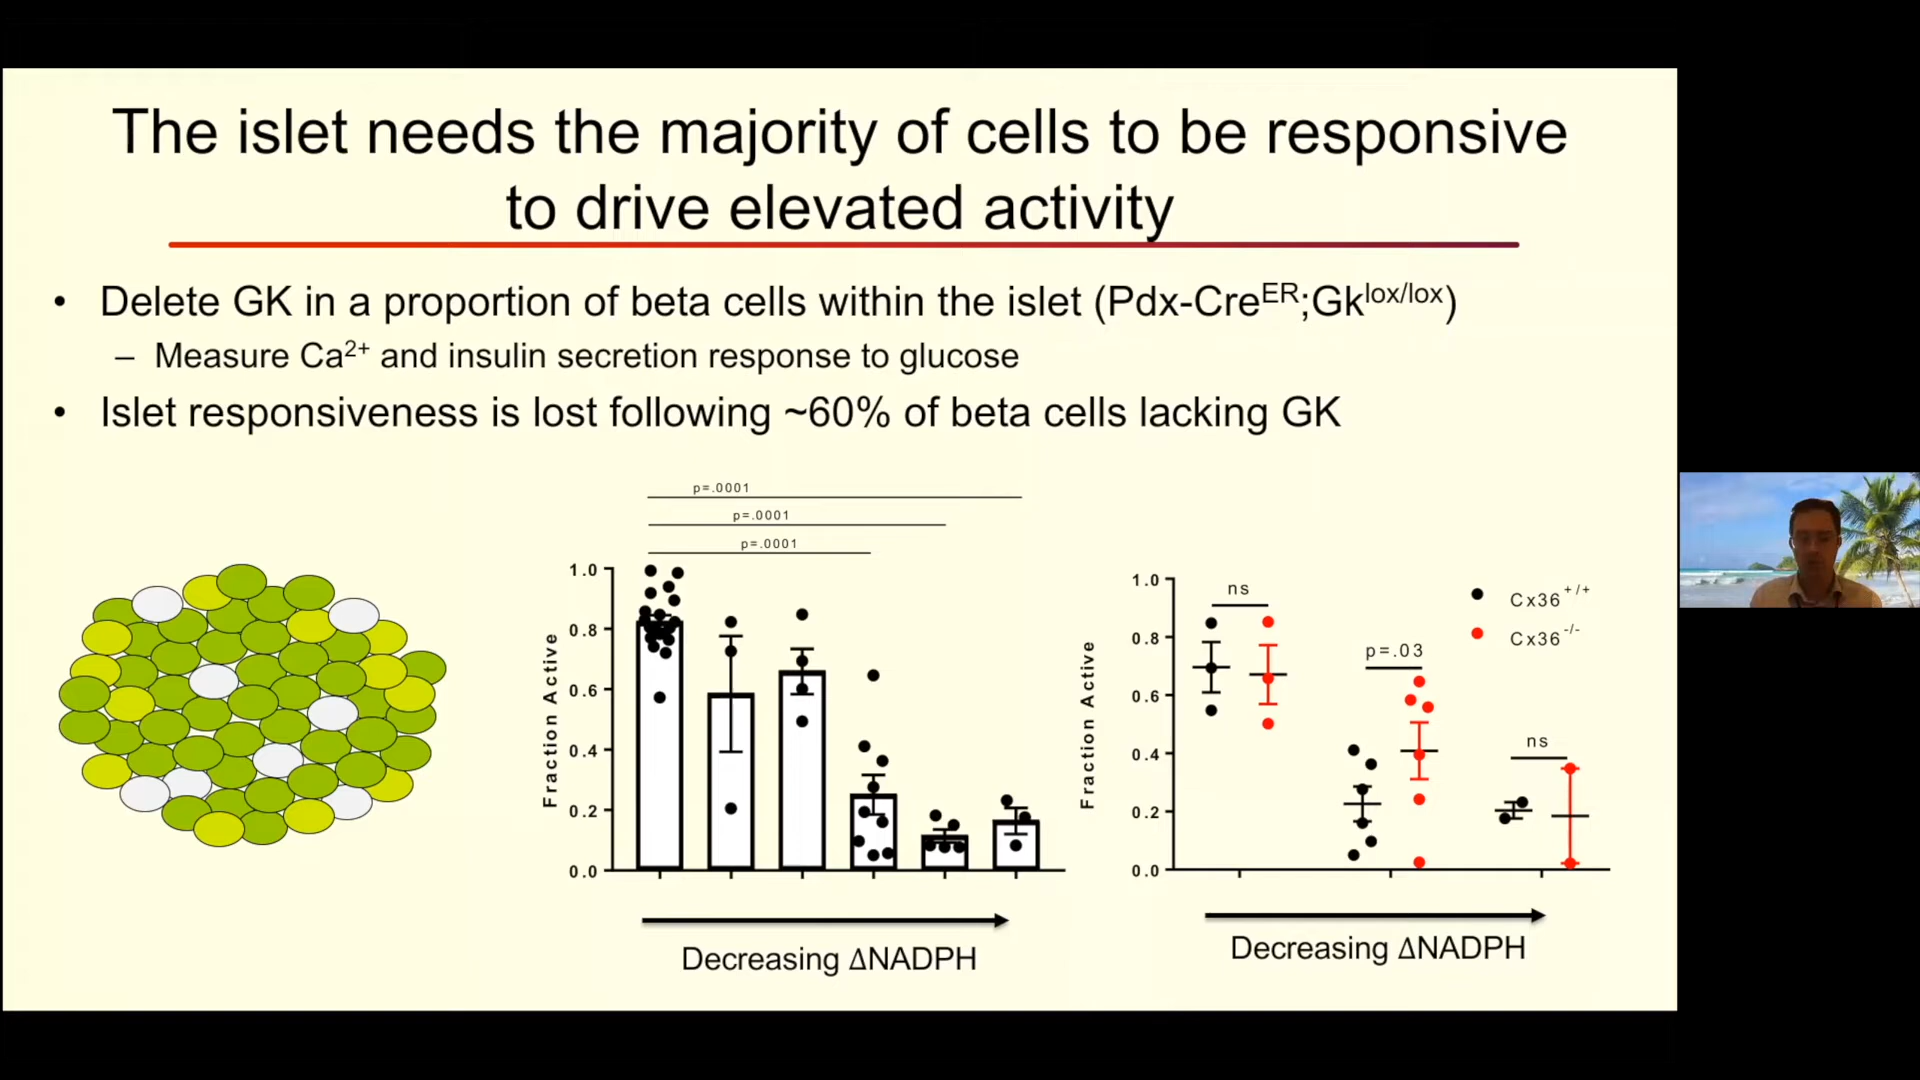 The islet needs the majority of cells to be responsive
to drive elevated activity
• Delete GK in a proportion of beta cells within the islet (Pdx-Cre^ER;Gk^lox/lox)
– Measure Ca²⁺ and insulin secretion response to glucose
• Islet responsiveness is lost following ~60% of beta cells lacking GK
p=.0001
p=.0001
p=.0001
Fraction Active
1.0
0.8
0.6
0.4
0.2
0.0
Decreasing ΔNADPH
Fraction Active
1.0
0.8
0.6
0.4
0.2
0.0
ns
p=.03
ns
Cx36^+/+
Cx36^-/-
Decreasing ΔNADPH